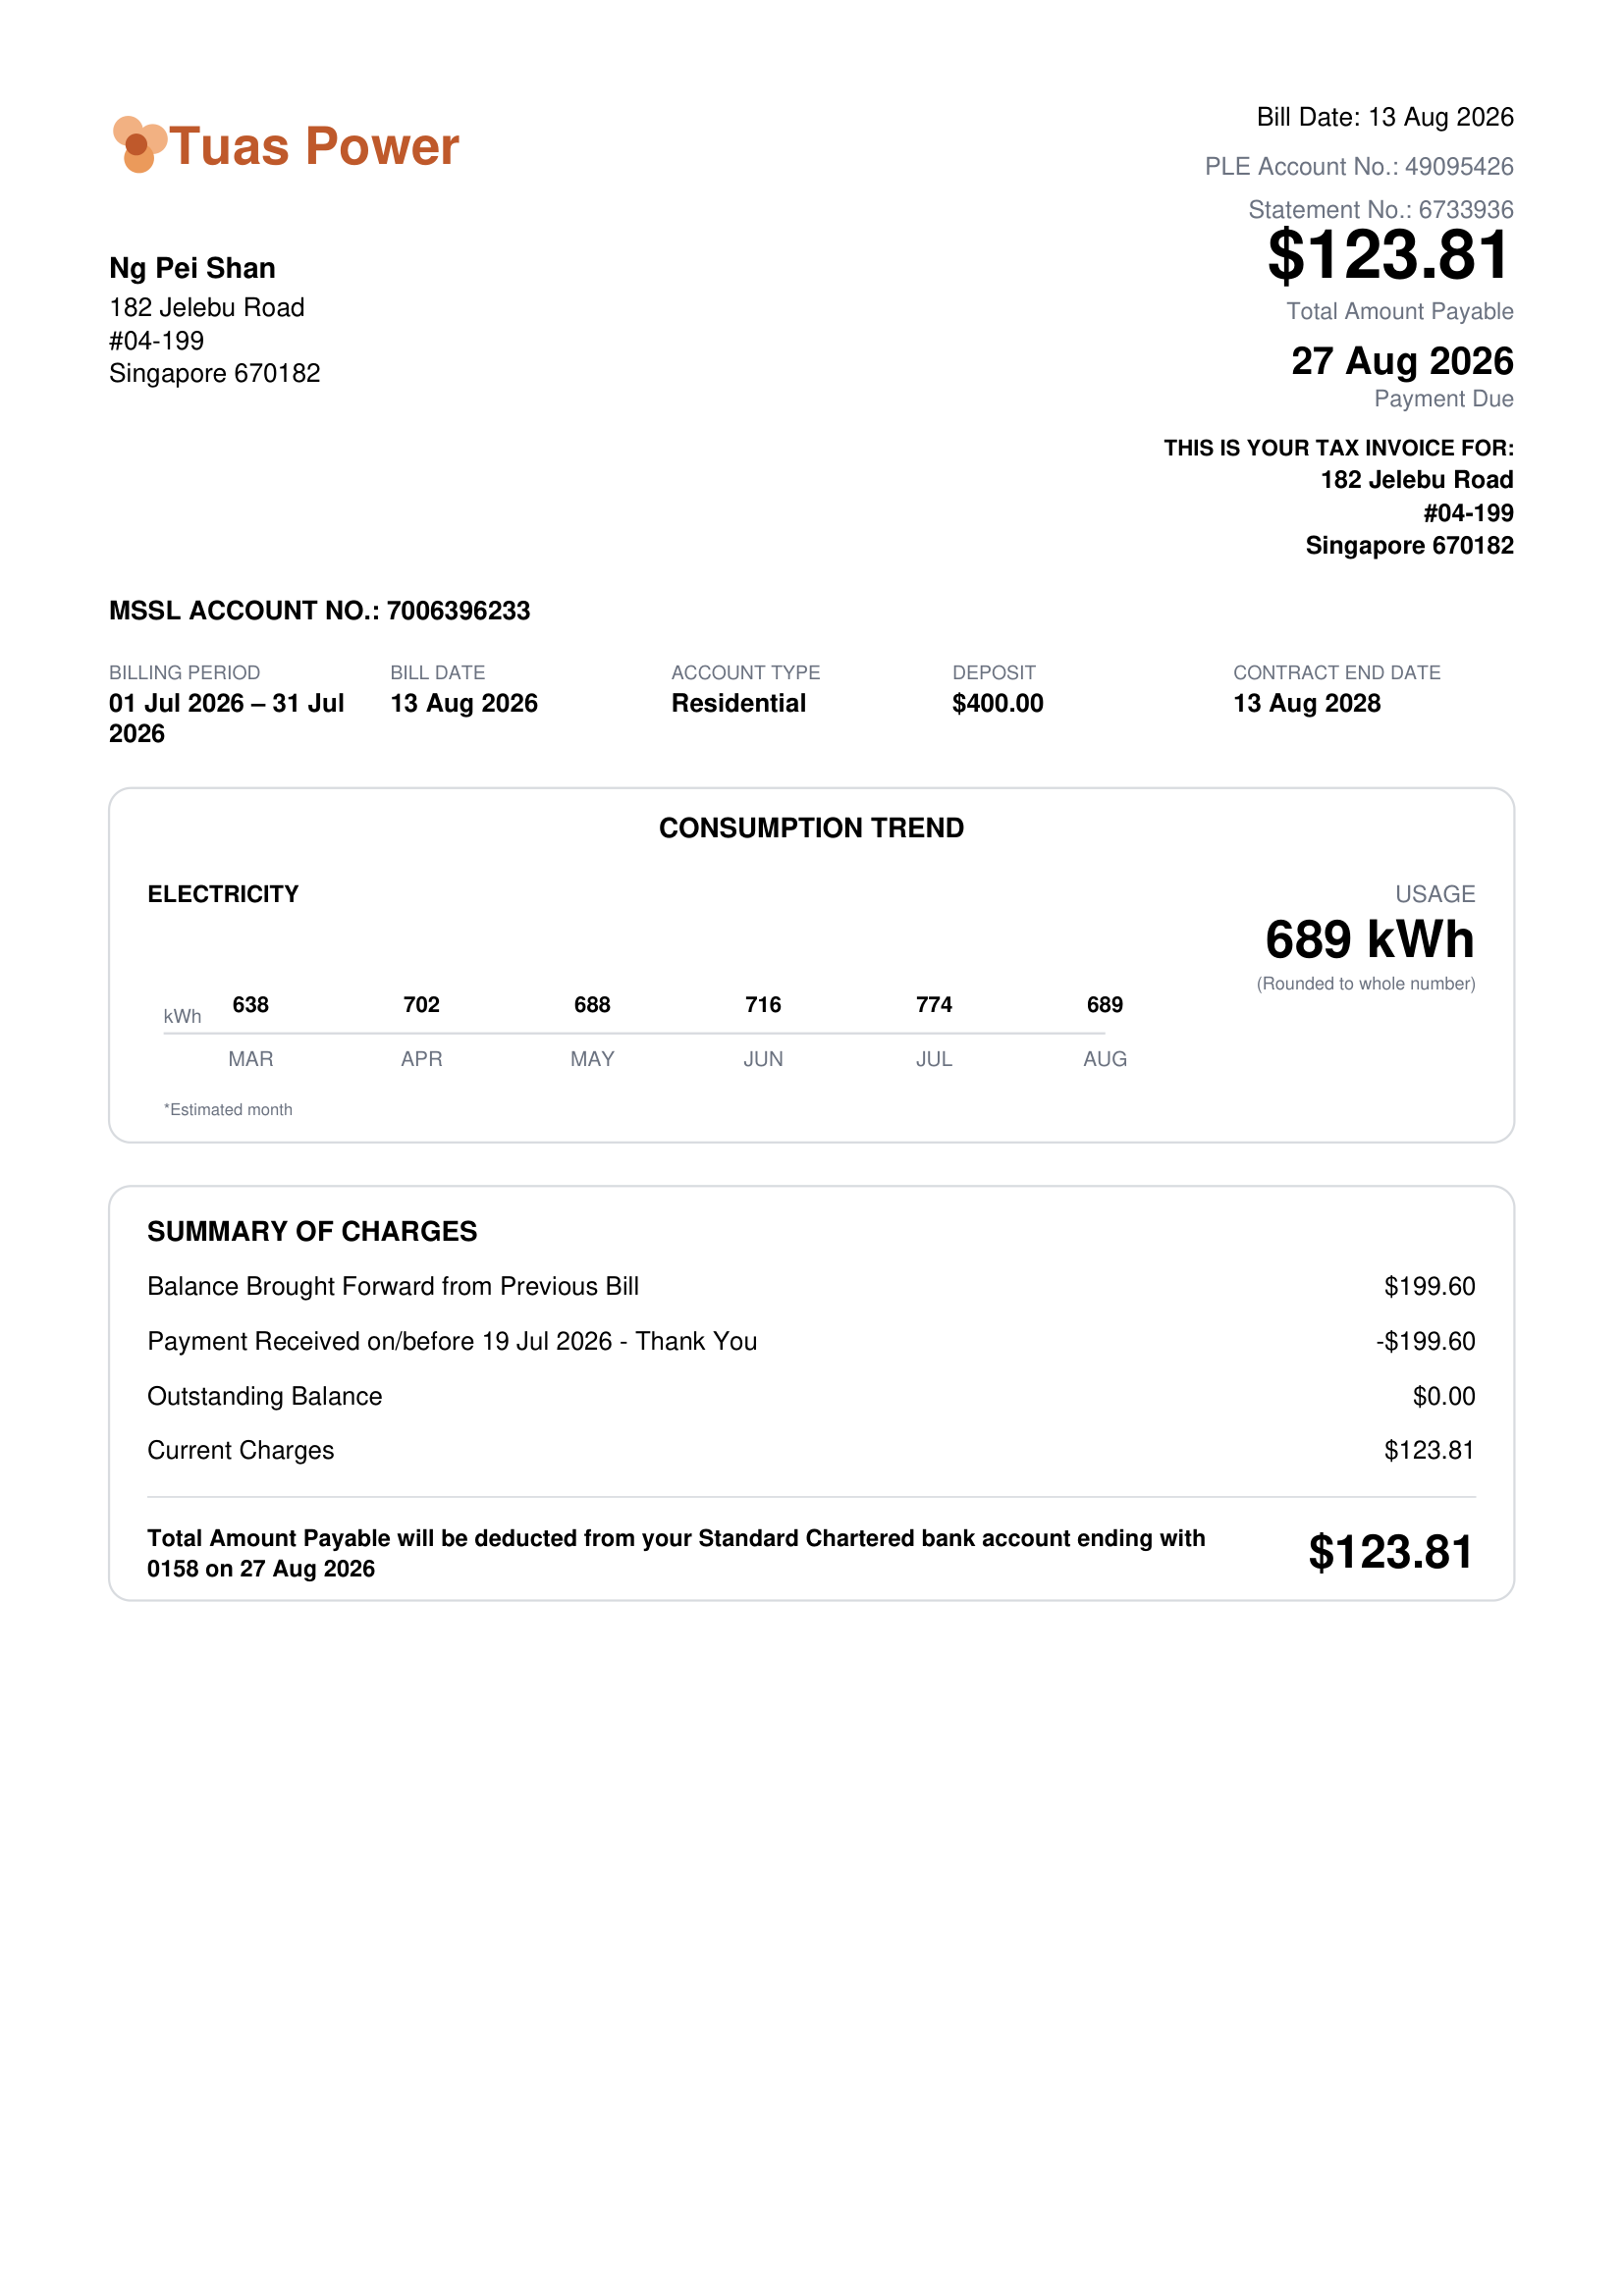 Tuas Power
Bill Date: 13 Aug 2026
PLE Account No.: 49095426
Statement No.: 6733936
$123.81
Total Amount Payable
27 Aug 2026
Payment Due
Ng Pei Shan
182 Jelebu Road
#04-199
Singapore 670182
THIS IS YOUR TAX INVOICE FOR:
182 Jelebu Road
#04-199
Singapore 670182
MSSL ACCOUNT NO.: 7006396233
BILLING PERIOD BILL DATE ACCOUNT TYPE DEPOSIT CONTRACT END DATE
01 Jul 2026 – 31 Jul 13 Aug 2026 Residential $400.00 13 Aug 2028
2026
CONSUMPTION TREND
ELECTRICITY
USAGE
689 kWh
(Rounded to whole number)
kWh 638 702 688 716 774 689
MAR APR MAY JUN JUL AUG
*Estimated month
SUMMARY OF CHARGES
Balance Brought Forward from Previous Bill $199.60
Payment Received on/before 19 Jul 2026 - Thank You -$199.60
Outstanding Balance $0.00
Current Charges $123.81
Total Amount Payable will be deducted from your Standard Chartered bank account ending with
0158 on 27 Aug 2026
$123.81